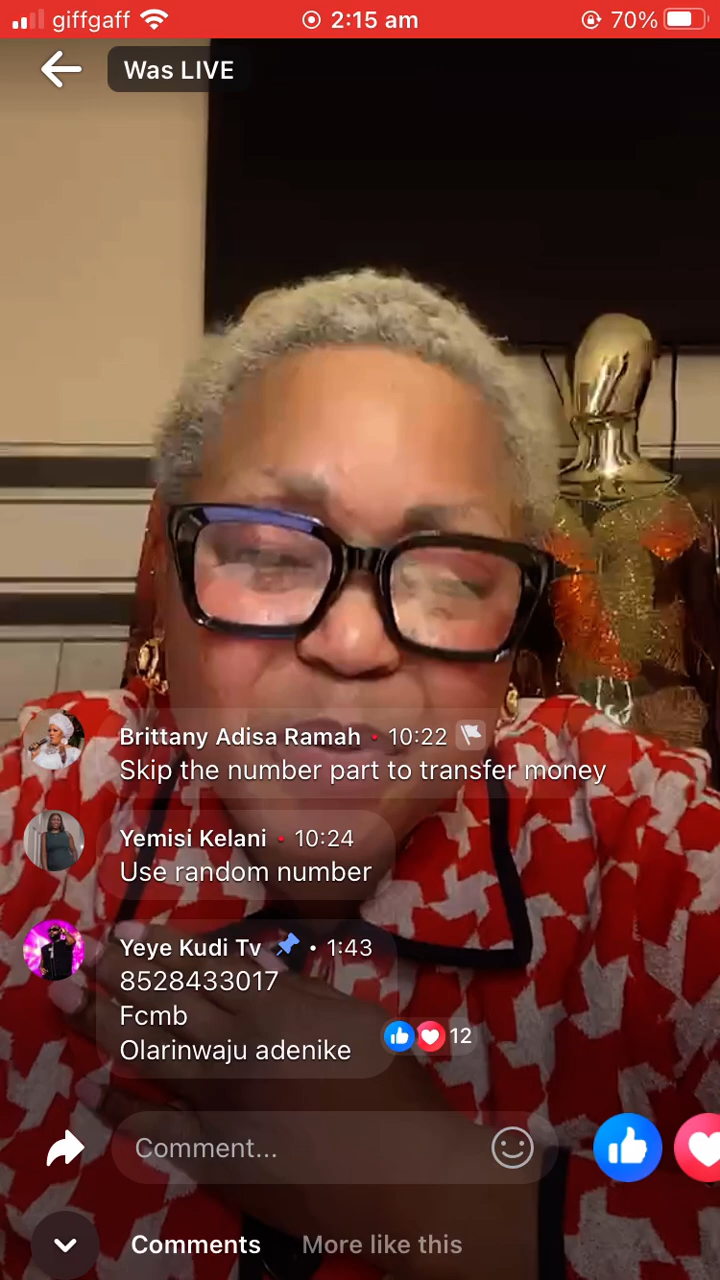 giffgaff 2:15 am 70%
Was LIVE
Brittany Adisa Ramah • 10:22
Skip the number part to transfer money
Yemisi Kelani • 10:24
Use random number
Yeye Kudi Tv • 1:43
8528433017
Fcmb
Olarinwaju adenike
12
Comment...
Comments More like this